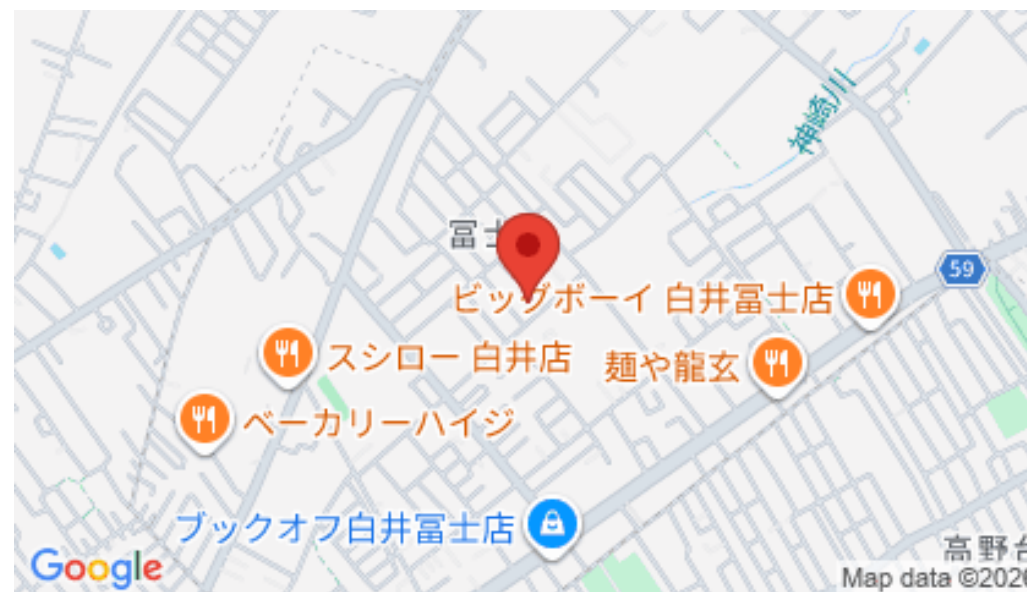 神崎川
冨士
59
ビッグボーイ 白井冨士店
スシロー 白井店
麺や龍玄
ベーカリーハイジ
ブックオフ白井冨士店
高野台
Google
Map data ©2026